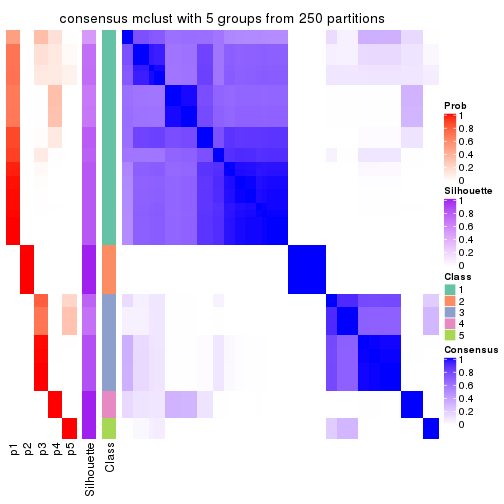 consensus mclust with 5 groups from 250 partitions
Prob
1
0.8
0.6
0.4
0.2
0
Silhouette
1
0.8
0.6
0.4
0.2
0
Class
1
2
3
4
5
Consensus
1
0.8
0.6
0.4
0.2
0
p1
p2
p3
p4
p5
Silhouette
Class